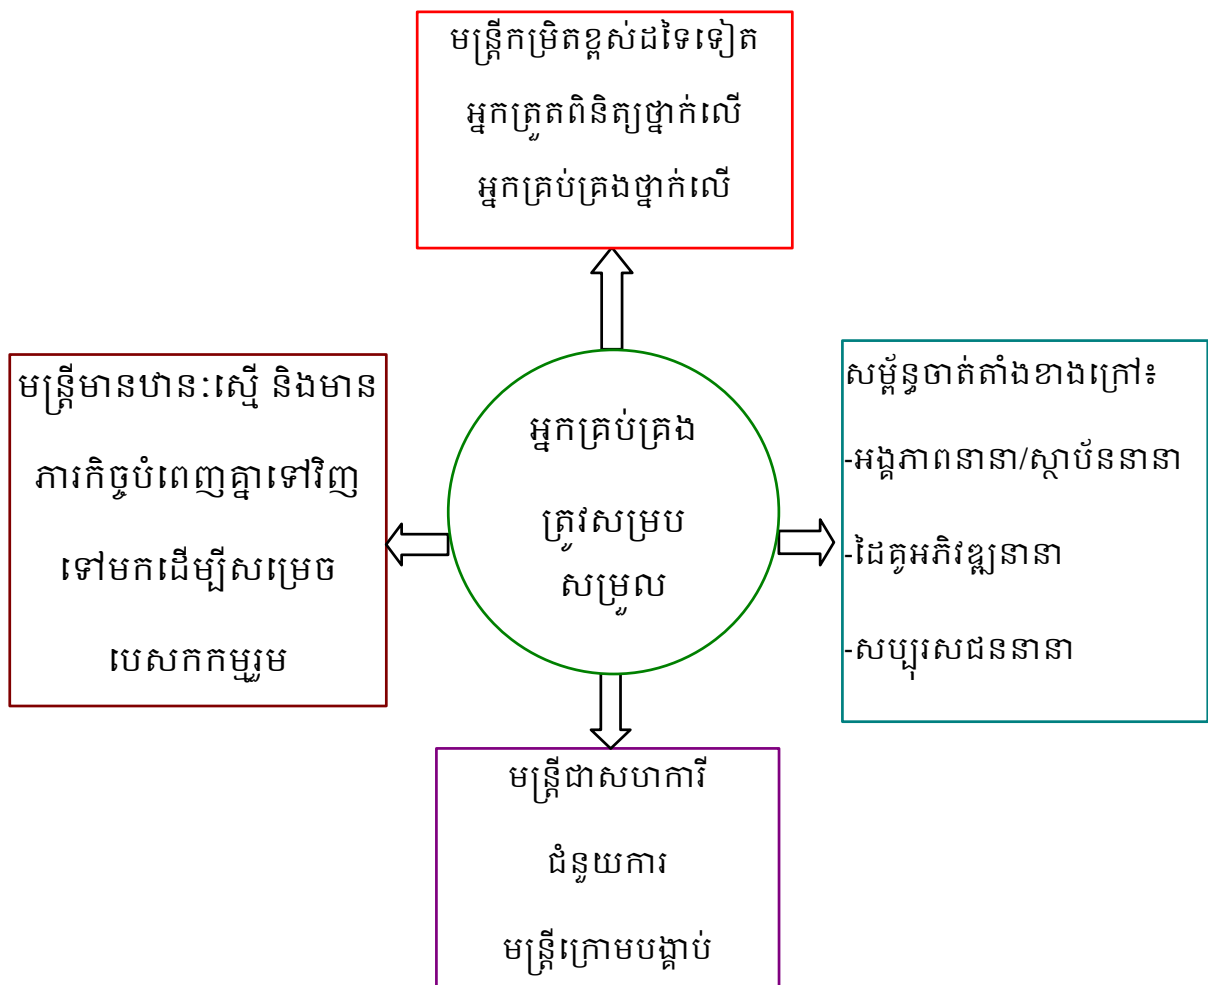 មន្ត្រីកម្រិតខ្ពស់ដទៃទៀត
អ្នកត្រួតពិនិត្យថ្នាក់លើ
អ្នកគ្រប់គ្រងថ្នាក់លើ
មន្ត្រីមានឋានៈស្មើ និងមាន
ភារកិច្ចបំពេញគ្នាទៅវិញ
ទៅមកដើម្បីសម្រេច
បេសកកម្មរួម
អ្នកគ្រប់គ្រង
ត្រូវសម្រប
សម្រួល
សម្ព័ន្ធចាត់តាំងខាងក្រៅ៖
-អង្គភាពនានា/ស្ថាប័ននានា
-ដៃគូអភិវឌ្ឍនានា
-សប្បុរសជននានា
មន្ត្រីជាសហការី
ជំនួយការ
មន្ត្រីក្រោមបង្គាប់